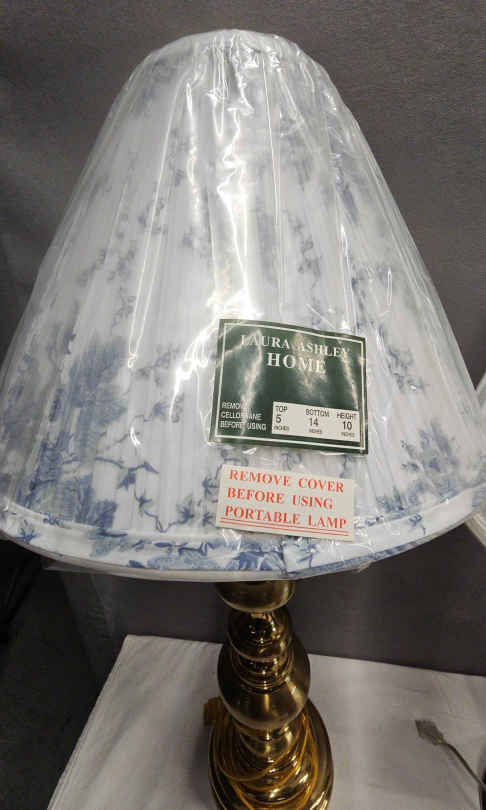 LAURA ASHLEY
HOME
REMOVE
CELLOPHANE
BEFORE USING
TOP
5
INCHES
BOTTOM
14
INCHES
HEIGHT
10
INCHES
REMOVE COVER
BEFORE USING
PORTABLE LAMP